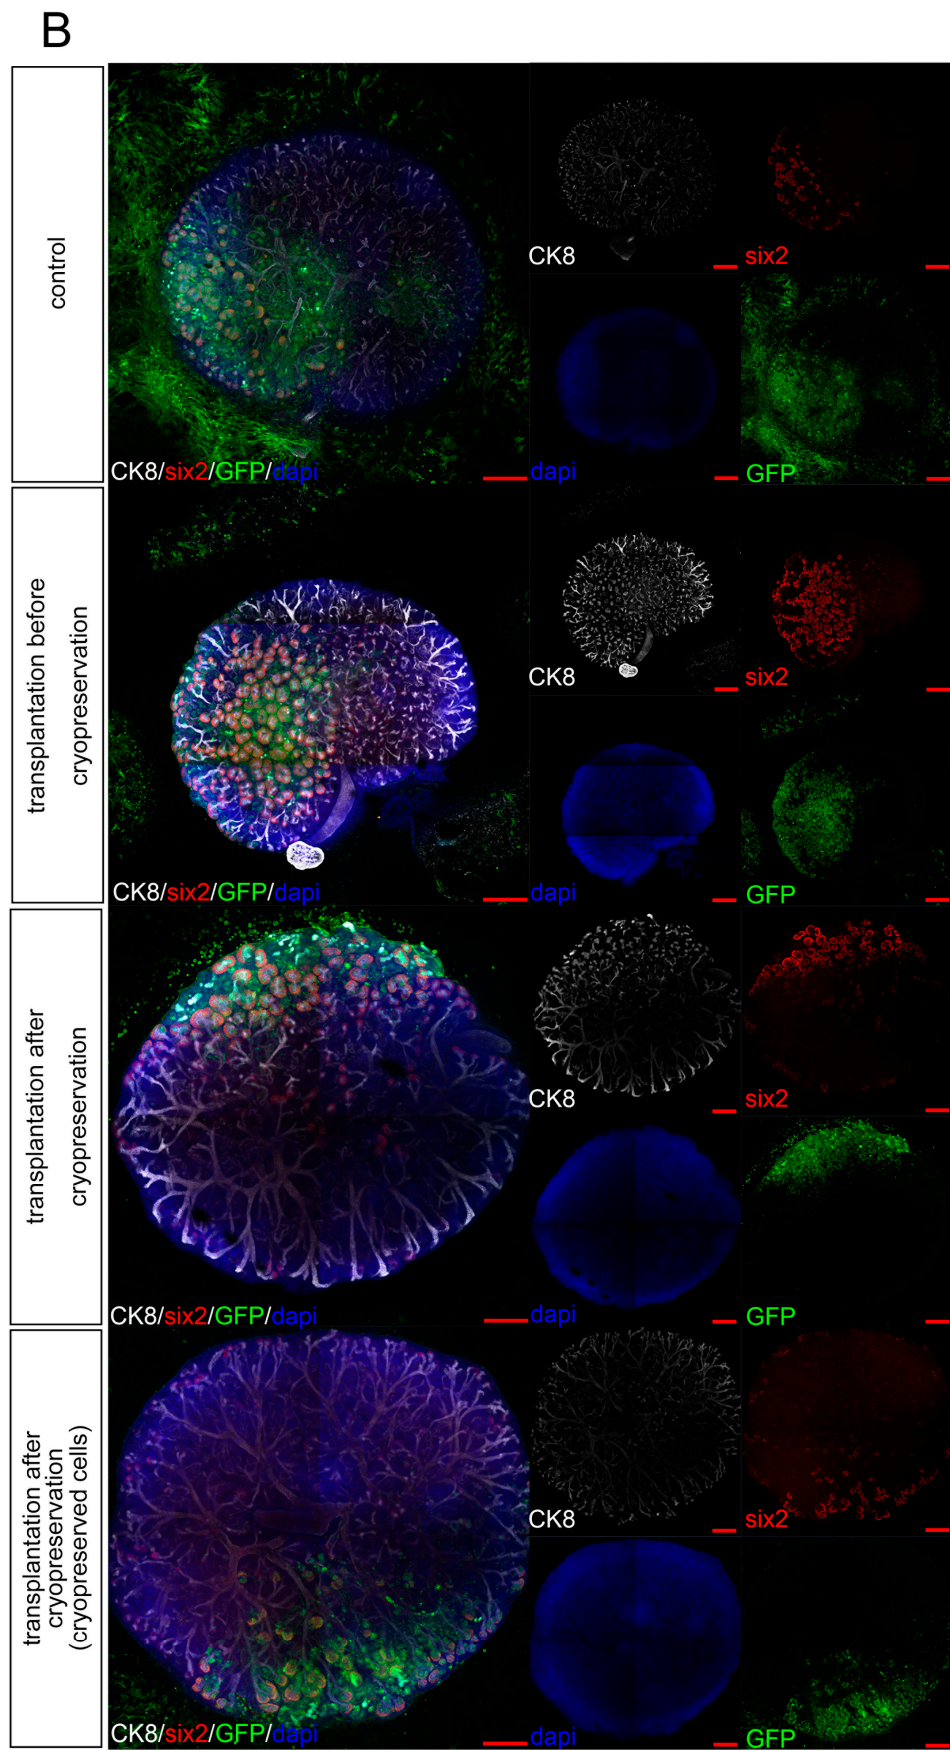 B
control
CK8/six2/GFP/dapi
CK8
six2
dapi
GFP
transplantation before
cryopreservation
CK8/six2/GFP/dapi
CK8
six2
dapi
GFP
transplantation after
cryopreservation
CK8/six2/GFP/dapi
CK8
six2
dapi
GFP
transplantation after
cryopreservation
(cryopreserved cells)
CK8/six2/GFP/dapi
CK8
six2
dapi
GFP